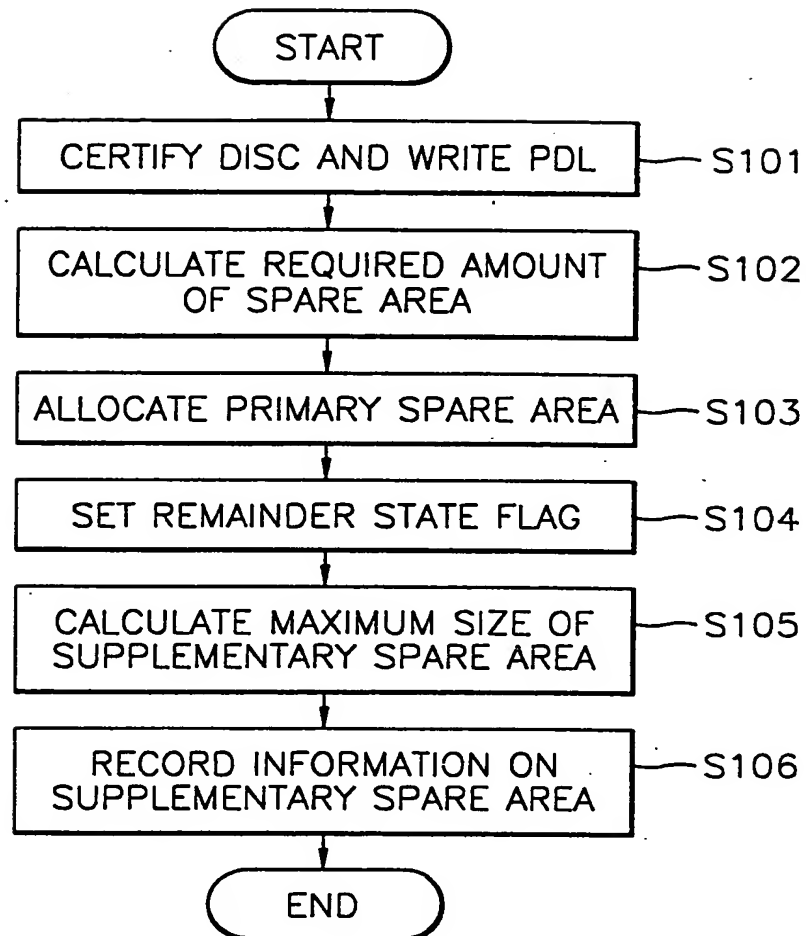 START
CERTIFY DISC AND WRITE PDL
S101
CALCULATE REQUIRED AMOUNT
OF SPARE AREA
S102
ALLOCATE PRIMARY SPARE AREA
S103
SET REMAINDER STATE FLAG
S104
CALCULATE MAXIMUM SIZE OF
SUPPLEMENTARY SPARE AREA
S105
RECORD INFORMATION ON
SUPPLEMENTARY SPARE AREA
S106
END